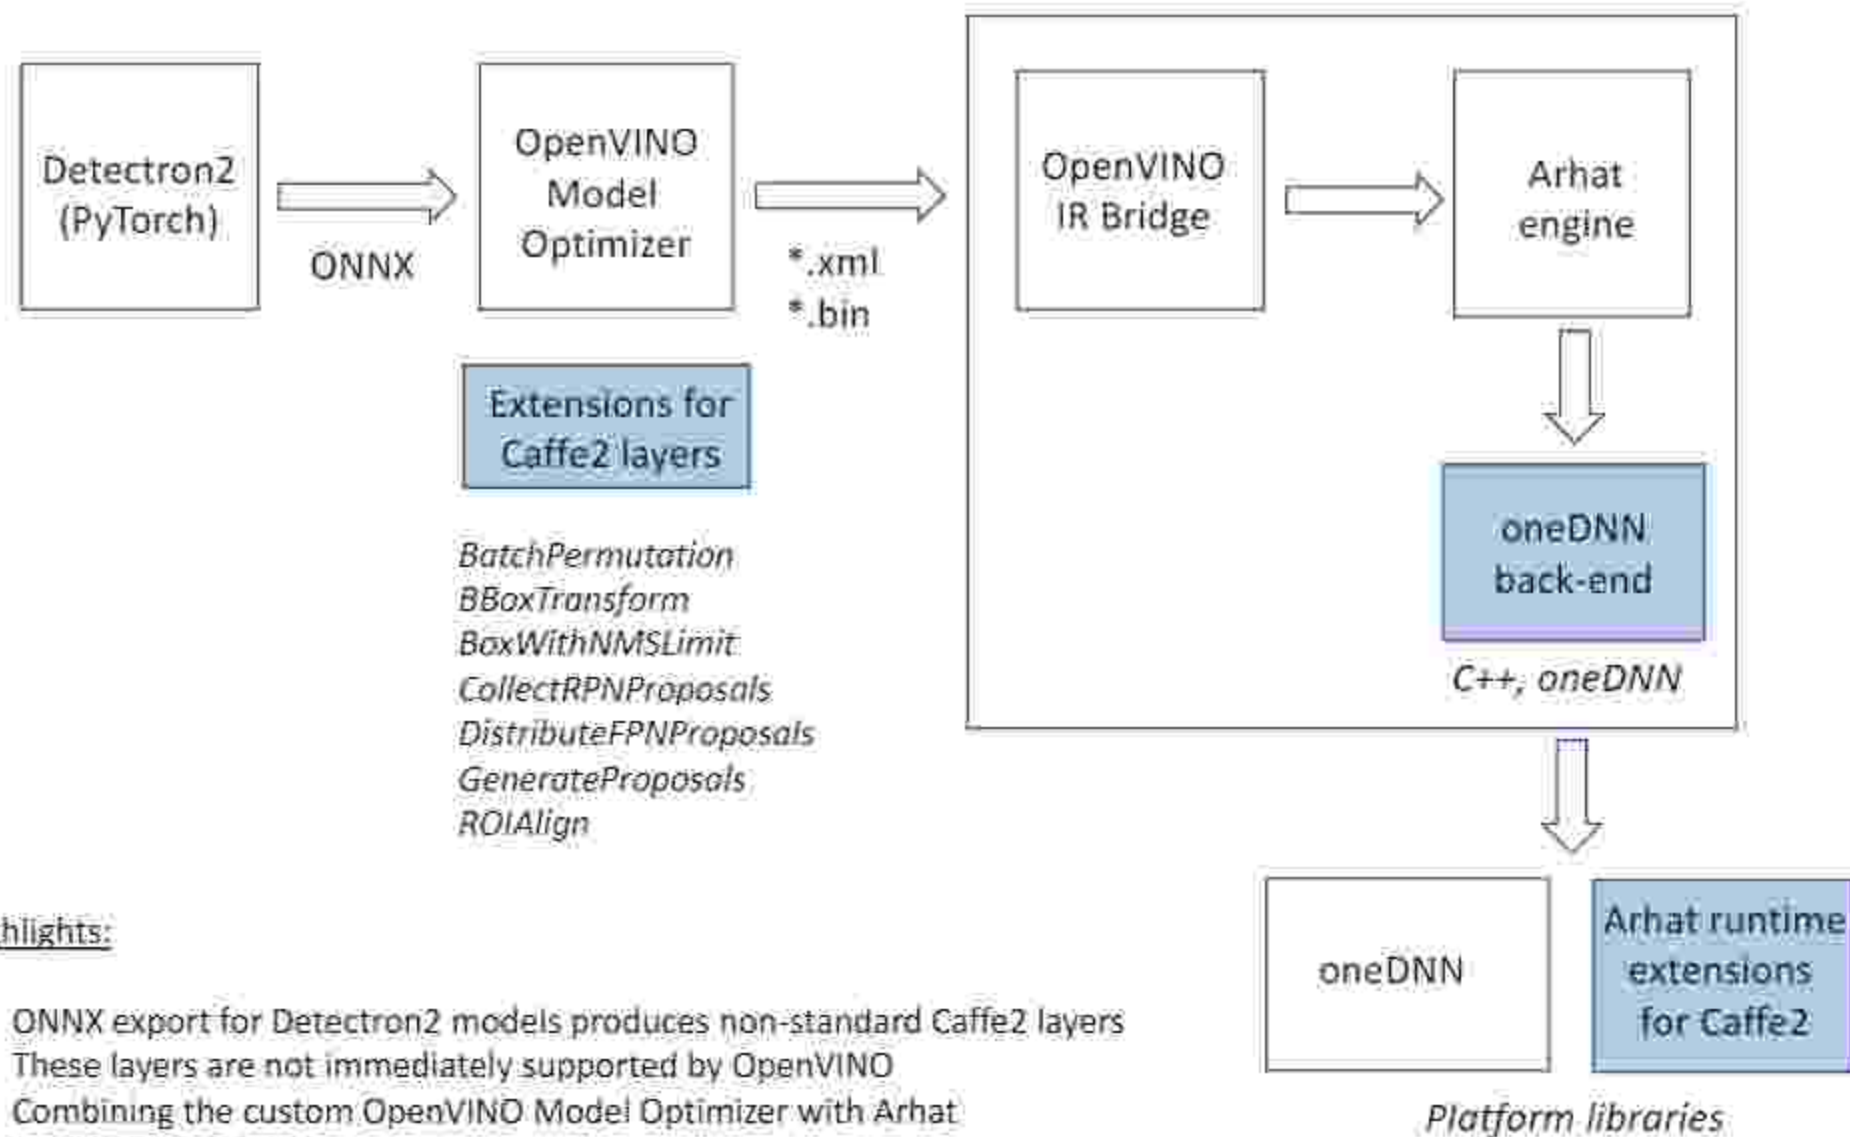 Detectron2
(PyTorch)
ONNX
OpenVINO
Model
Optimizer
*.xml
*.bin
OpenVINO
IR Bridge
Arhat
engine
Extensions for
Caffe2 layers
BatchPermutation
BBoxTransform
BoxWithNMSLimit
CollectRPNProposals
DistributeFPNProposals
GenerateProposals
ROIAlign
oneDNN
back-end
C++, oneDNN
oneDNN
Arhat runtime
extensions
for Caffe2
Platform libraries
hlights:
ONNX export for Detectron2 models produces non-standard Caffe2 layers
These layers are not immediately supported by OpenVINO
Combining the custom OpenVINO Model Optimizer with Arhat